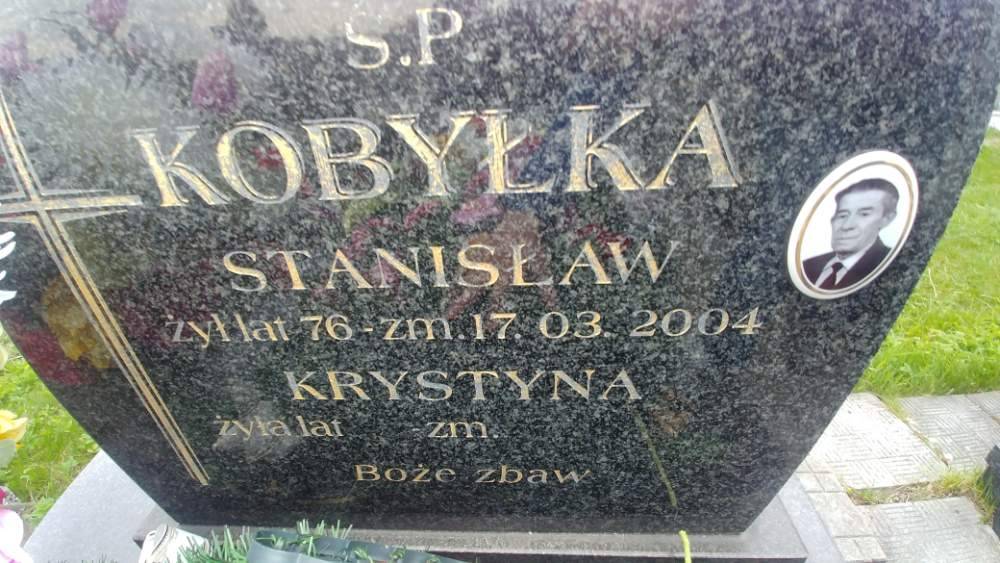 S.P
KOBYŁKA
STANISŁAW
żył lat 76 - zm. 17. 03. 2004
KRYSTYNA
żyła lat - zm.
Boże zbaw